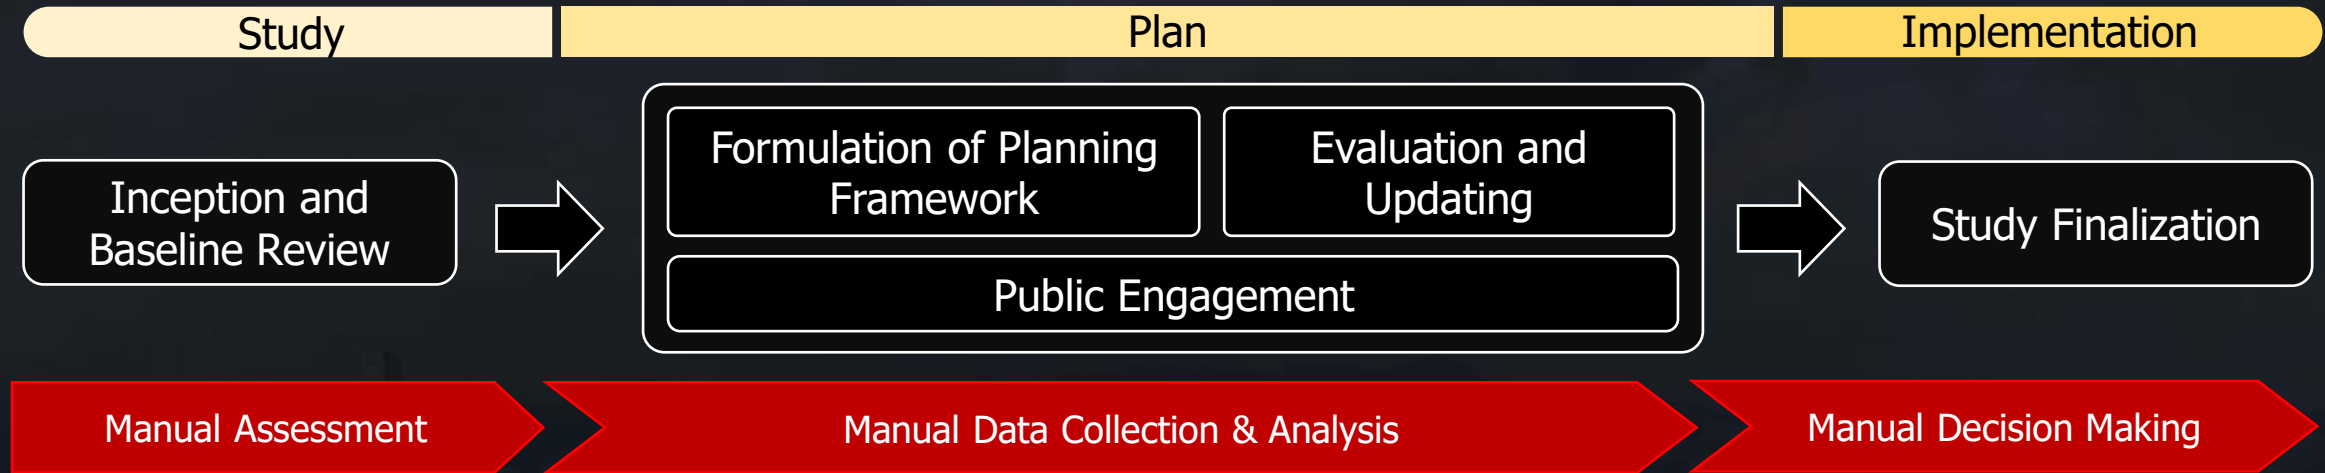 Study
Plan
Implementation
Inception and
Baseline Review
Formulation of Planning
Framework
Evaluation and
Updating
Public Engagement
Study Finalization
Manual Assessment
Manual Data Collection & Analysis
Manual Decision Making